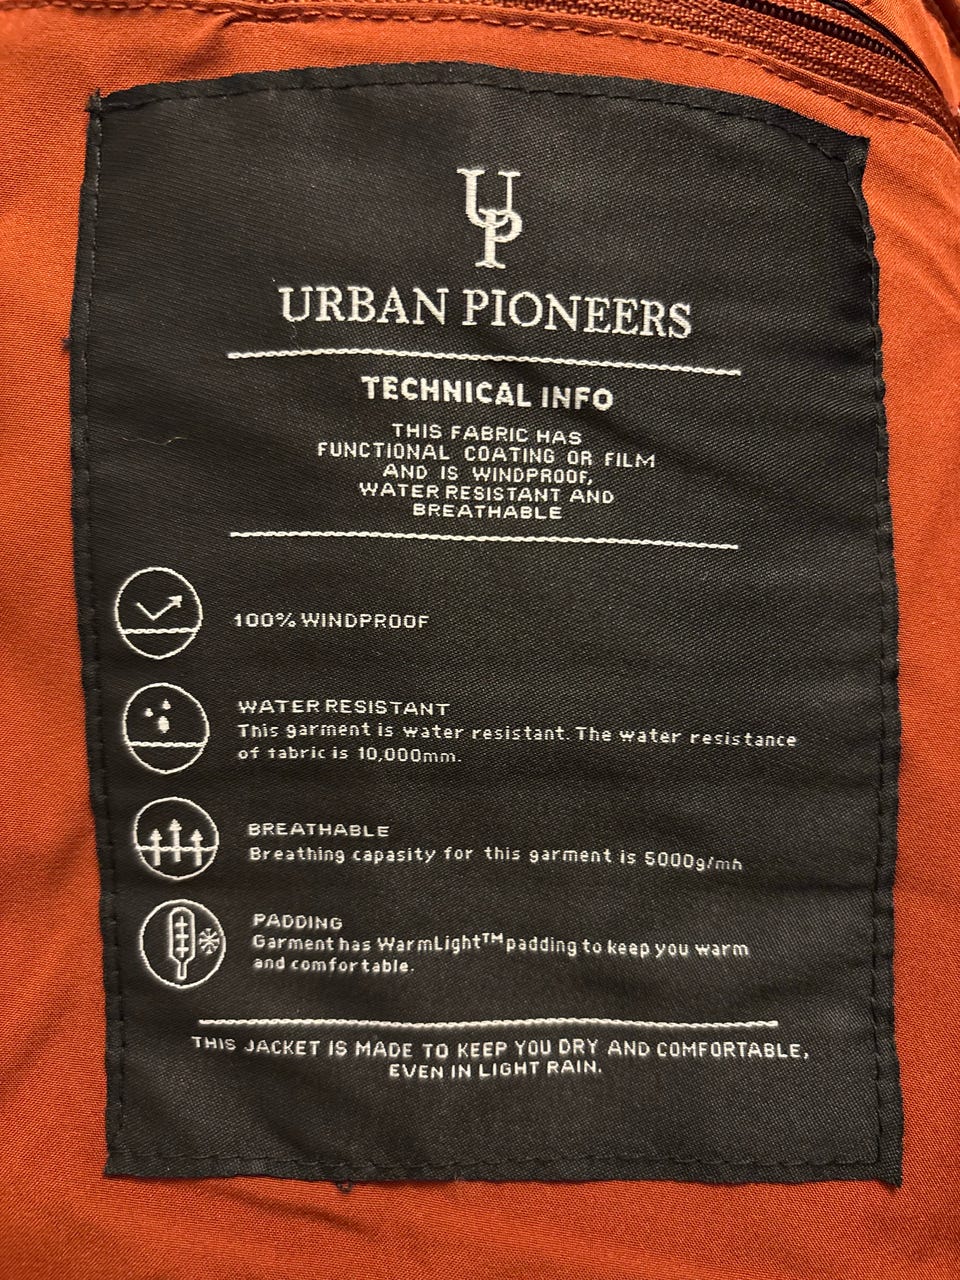 UP
URBAN PIONEERS
TECHNICAL INFO
THIS FABRIC HAS
FUNCTIONAL COATING OR FILM
AND IS WINDPROOF,
WATER RESISTANT AND
BREATHABLE
100% WINDPROOF
WATER RESISTANT
This garment is water resistant. The water resistance
of fabric is 10,000mm.
BREATHABLE
Breathing capasity for this garment is 5000g/mh
PADDING
Garment has WarmLight™ padding to keep you warm
and comfortable.
THIS JACKET IS MADE TO KEEP YOU DRY AND COMFORTABLE,
EVEN IN LIGHT RAIN.